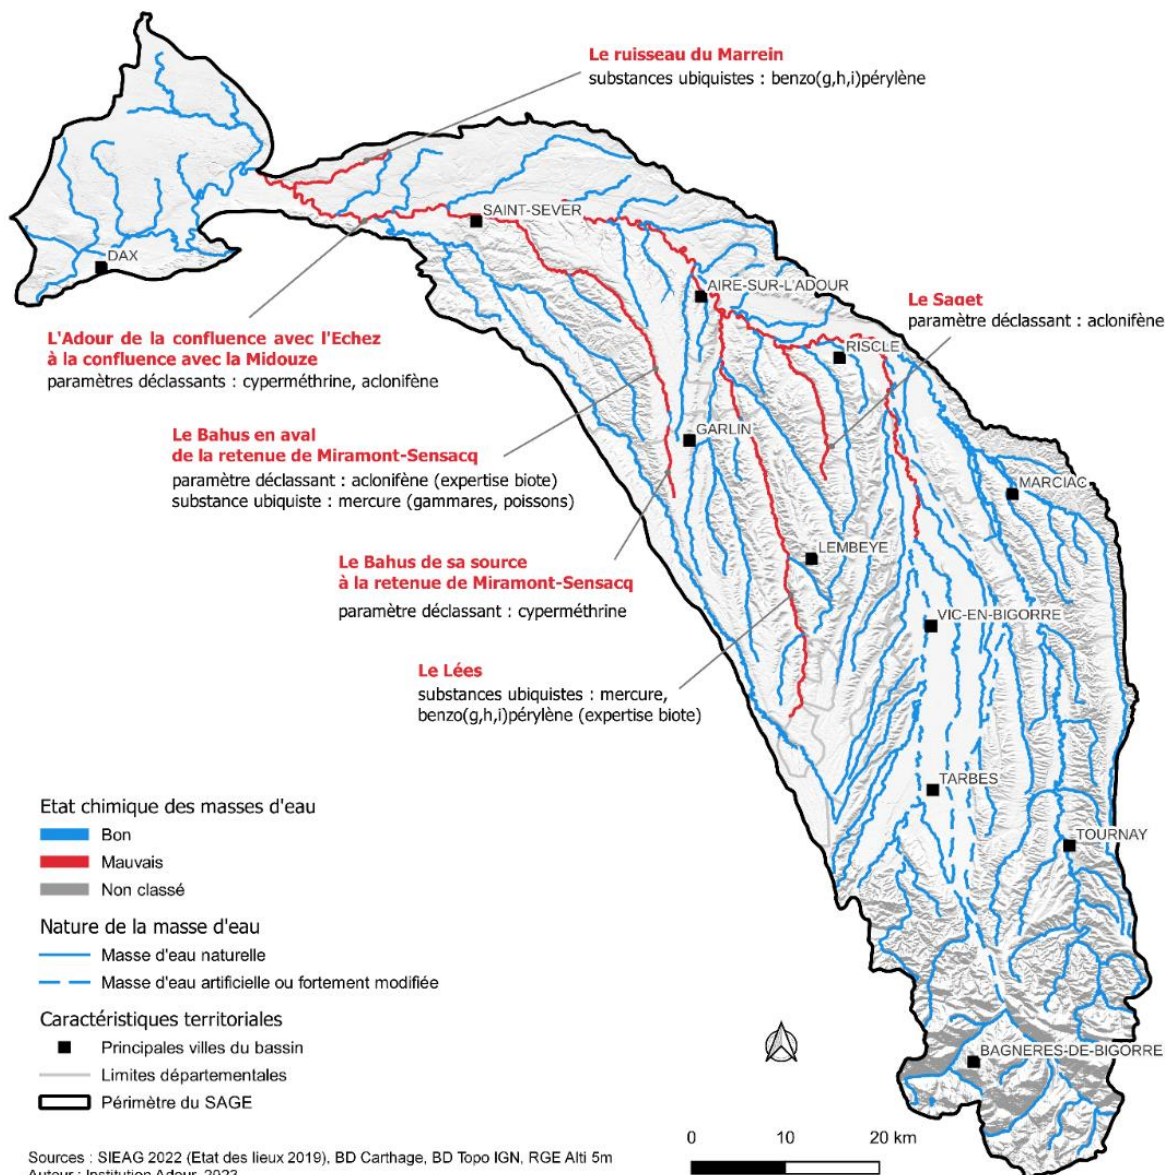 Le ruisseau du Marrein
substances ubiquistes : benzo(g,h,i)pérylène
SAINT-SEVER
DAX
AIRE-SUR-L'ADOUR
Le Saget
paramètre déclassant : aclonifène
RISCLE
L'Adour de la confluence avec l'Echez
à la confluence avec la Midouze
paramètres déclassants : cyperméthrine, aclonifène
Le Bahus en aval
de la retenue de Miramont-Sensacq
paramètre déclassant : aclonifène (expertise biote)
substance ubiquiste : mercure (gammares, poissons)
GARLIN
MARCIAC
Le Bahus de sa source
à la retenue de Miramont-Sensacq
paramètre déclassant : cyperméthrine
LEMBEYE
VIC-EN-BIGORRE
Le Lées
substances ubiquistes : mercure,
benzo(g,h,i)pérylène (expertise biote)
TARBES
TOURNAY
BAGNERES-DE-BIGORRE
Etat chimique des masses d'eau
Bon
Mauvais
Non classé
Nature de la masse d'eau
Masse d'eau naturelle
Masse d'eau artificielle ou fortement modifiée
Caractéristiques territoriales
Principales villes du bassin
Limites départementales
Périmètre du SAGE
0 10 20 km
Sources : SIEAG 2022 (Etat des lieux 2019), BD Carthage, BD Topo IGN, RGE Alti 5m
Auteur : Institution Adour, 2023